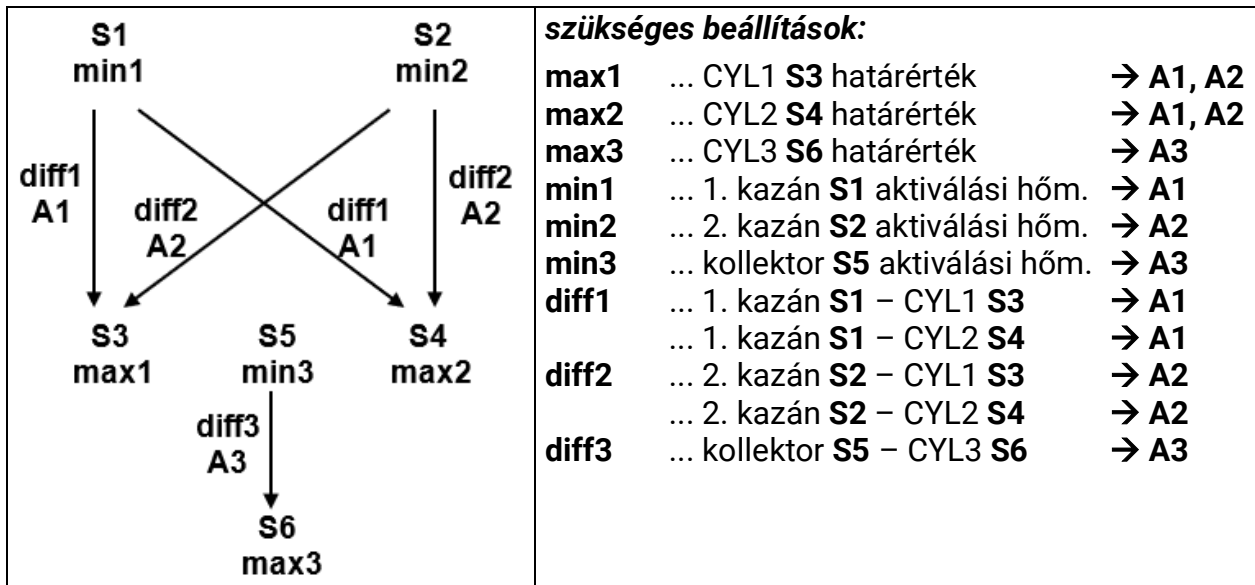 S1
min1
S2
min2
diff1
A1
diff2
A2
diff1
A1
diff2
A2
S3
max1
S5
min3
S4
max2
diff3
A3
S6
max3
szükséges beállítások:
max1 ... CYL1 S3 határérték → A1, A2
max2 ... CYL2 S4 határérték → A1, A2
max3 ... CYL3 S6 határérték → A3
min1 ... 1. kazán S1 aktiválási hőm. → A1
min2 ... 2. kazán S2 aktiválási hőm. → A2
min3 ... kollektor S5 aktiválási hőm. → A3
diff1 ... 1. kazán S1 – CYL1 S3 → A1
... 1. kazán S1 – CYL2 S4 → A1
diff2 ... 2. kazán S2 – CYL1 S3 → A2
... 2. kazán S2 – CYL2 S4 → A2
diff3 ... kollektor S5 – CYL3 S6 → A3